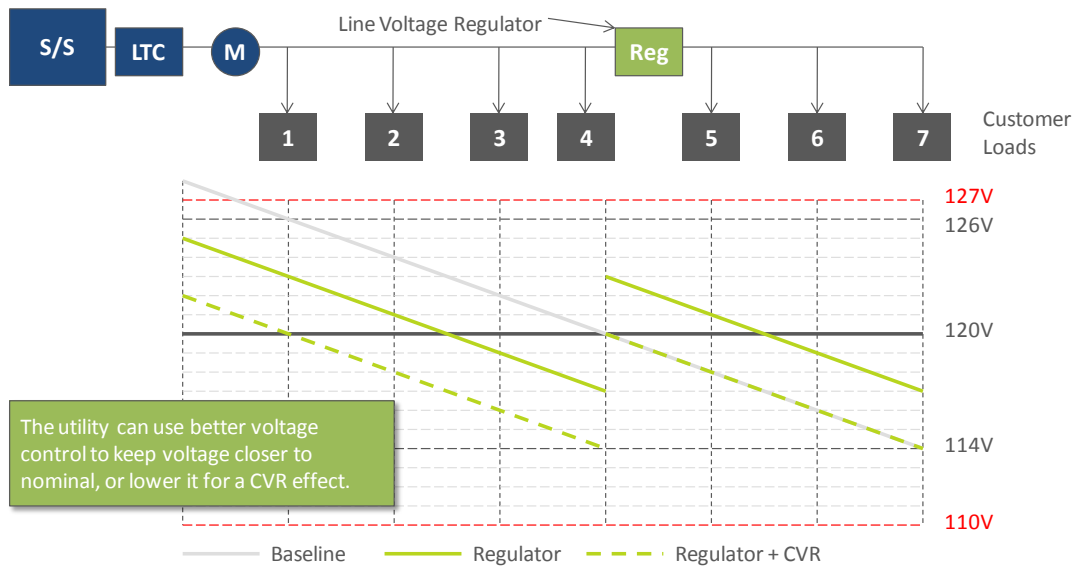 Line Voltage Regulator
S/S
LTC
M
Reg
1
2
3
4
5
6
7
Customer
Loads
127V
126V
120V
114V
110V
The utility can use better voltage
control to keep voltage closer to
nominal, or lower it for a CVR effect.
Baseline
Regulator
Regulator + CVR